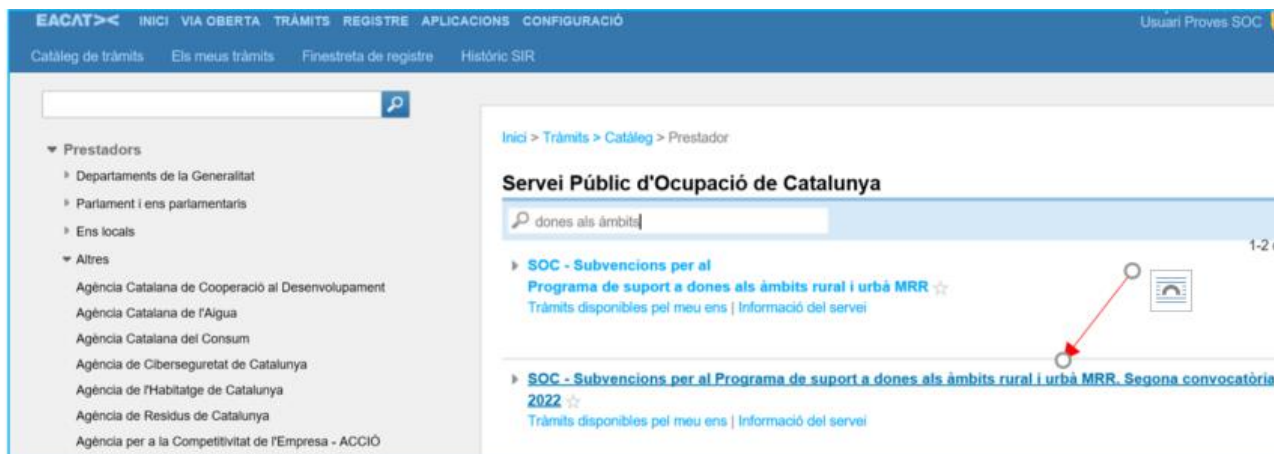 EACAT INICI VIA OBERTA TRÀMITS REGISTRE APLICACIONS CONFIGURACIÓ
Usuari Proves SOC
Catàleg de tràmits Els meus tràmits Finestreta de registre Històric SIR
Inici > Tràmits > Catàleg > Prestador
Prestadors
Departaments de la Generalitat
Parlament i ens parlamentaris
Ens locals
Altres
Agència Catalana de Cooperació al Desenvolupament
Agència Catalana de l'Aigua
Agència Catalana del Consum
Agència de Ciberseguretat de Catalunya
Agència de l'Habitatge de Catalunya
Agència de Residus de Catalunya
Agència per a la Competitivitat de l'Empresa - ACCIÓ
Servei Públic d'Ocupació de Catalunya
dones als àmbits
1-2
SOC - Subvencions per al
Programa de suport a dones als àmbits rural i urbà MRR
Tràmits disponibles pel meu ens | Informació del servei
SOC - Subvencions per al Programa de suport a dones als àmbits rural i urbà MRR. Segona convocatòria
2022
Tràmits disponibles pel meu ens | Informació del servei